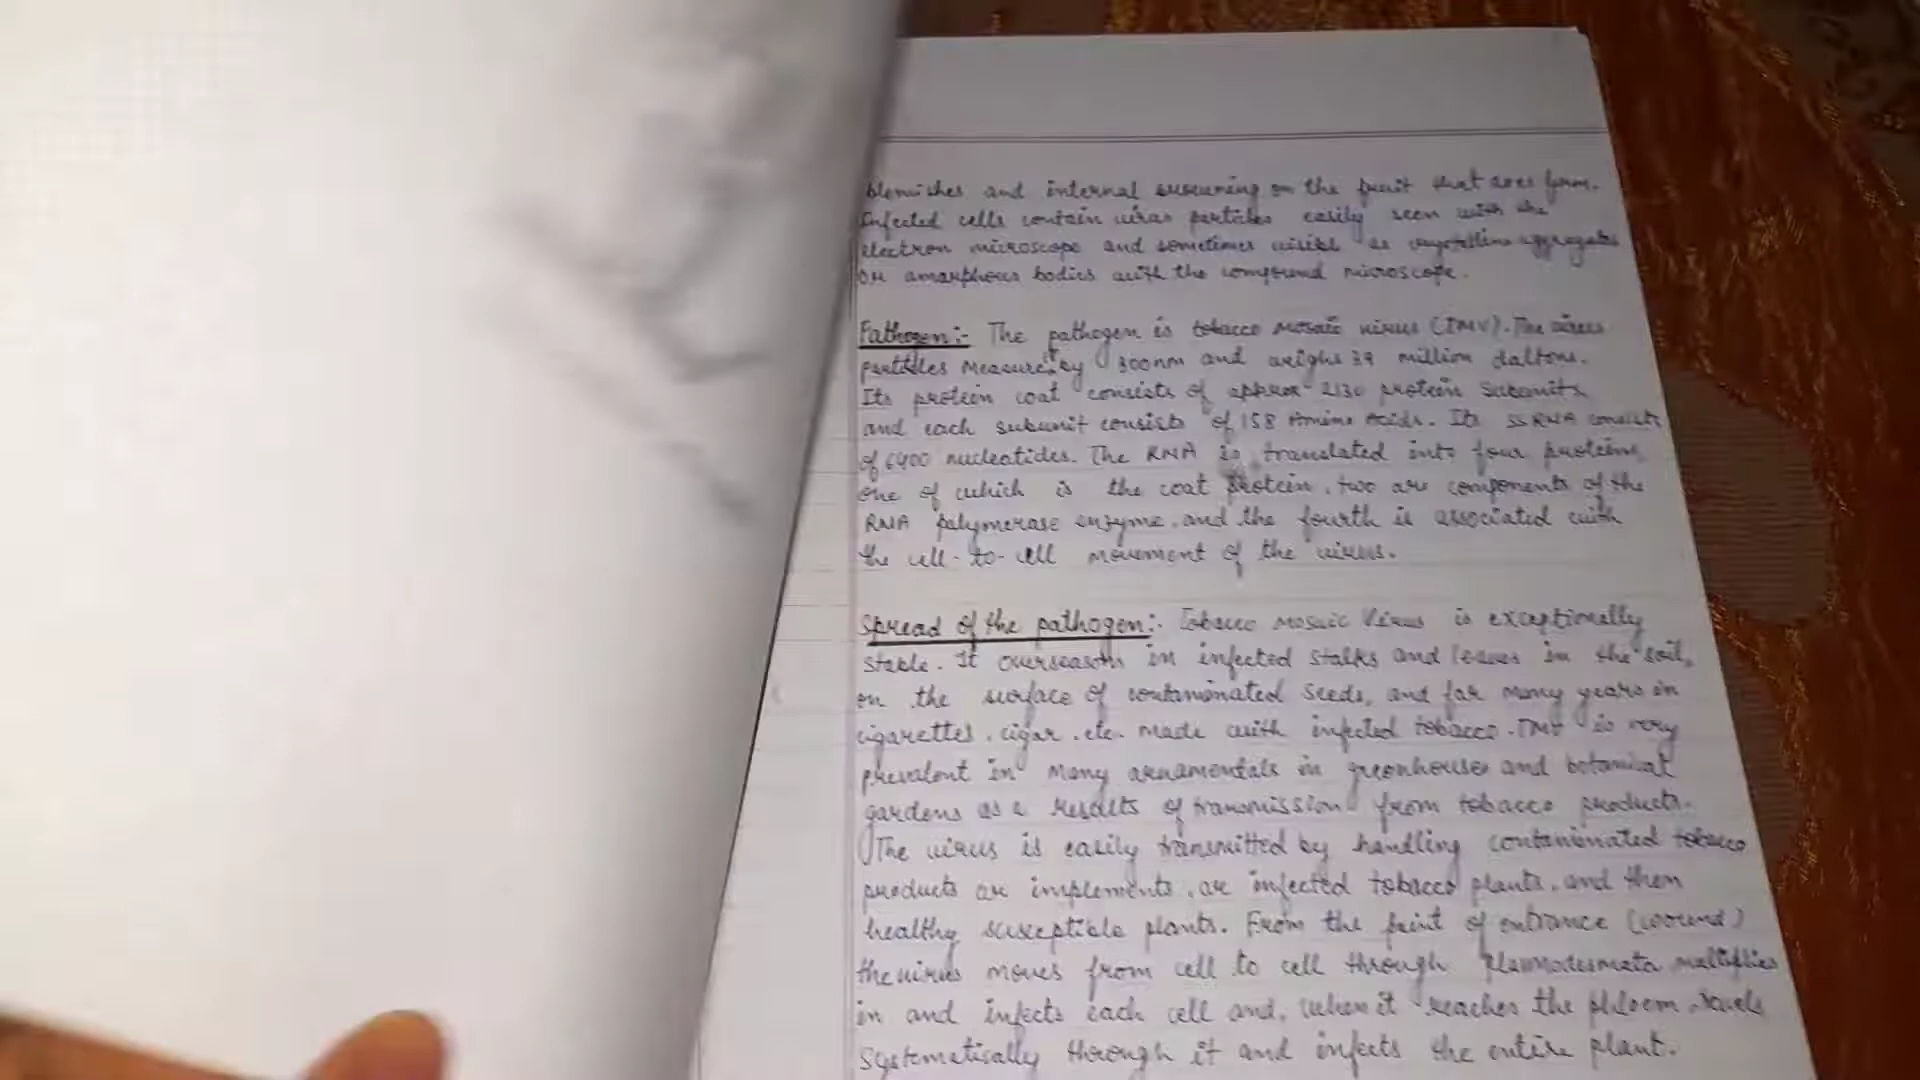 blemishes and internal browning on the fruit that does form.
Infected cells contain virus particles easily seen with the
electron microscope and sometimes visible as crystalline aggregates
or amorphous bodies with the compound microscope.
Pathogen:- The pathogen is tobacco mosaic virus (TMV). The virus
particles measure by 300nm and weighs 39 million daltons.
Its protein coat consists of approx 2130 protein subunits
and each subunit consists of 158 Amino Acids. Its SSRNA consists
of 6400 nucleotides. The RNA is translated into four proteins
one of which is the coat protein, two are components of the
RNA polymerase enzyme, and the fourth is associated with
the cell-to-cell movement of the virus.
Spread of the pathogen:- Tobacco Mosaic Virus is exceptionally
stable. It overseasons in infected stalks and leaves in the soil,
on the surface of contaminated seeds, and for many years in
cigarettes, cigar, etc. made with infected tobacco. TMV is very
prevalent in many ornamentals in greenhouses and botanical
gardens as a results of transmission from tobacco products.
The virus is easily transmitted by handling contaminated tobacco
products or implements, or infected tobacco plants, and then
healthy susceptible plants. From the point of entrance (wound)
the virus moves from cell to cell through plasmodesmata multiplies
in and infects each cell and, when it reaches the phloem travels
systematically through it and infects the entire plant.